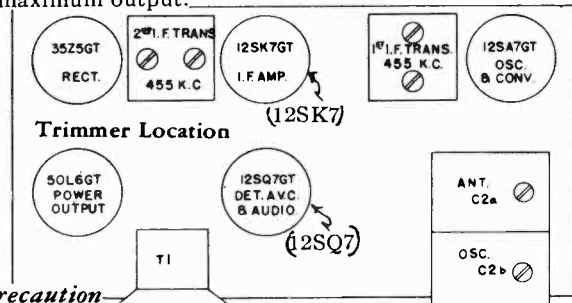 maximum output.
35Z5GT
RECT.
2nd I.F. TRANS
455 K.C
12SK7GT
I.F. AMP.
(12SK7)
1ST I.F. TRANS.
455 K.C.
12SA7GT
OSC.
& CONV.
Trimmer Location
50L6GT
POWER
OUTPUT
12SQ7GT
DET. A.V.C.
& AUDIO.
(12SQ7)
T1
ANT.
C2a
OSC.
C2b
recaution